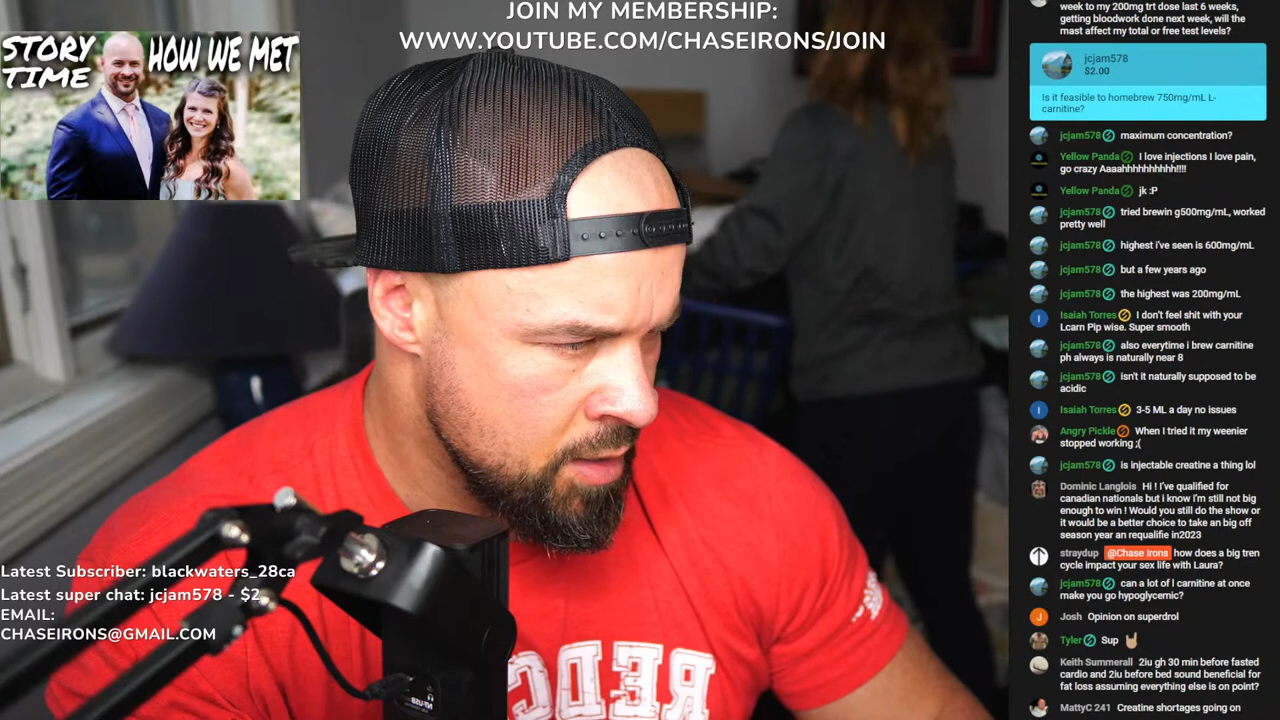 JOIN MY MEMBERSHIP:
WWW.YOUTUBE.COM/CHASEIRONS/JOIN
STORY
TIME
HOW WE MET
Latest Subscriber: blackwaters_28ca
Latest super chat: jcjam578 - $2
EMAIL:
CHASEIRONS@GMAIL.COM
REDC
week to my 200mg trt dose last 6 weeks,
getting bloodwork done next week, will the
mast affect my total or free test levels?
jcjam578
$2.00
Is it feasible to homebrew 750mg/mL L-
carnitine?
jcjam578 maximum concentration?
Yellow Panda I love injections I love pain,
go crazy Aaaahhhhhhhhhh!!!!
Yellow Panda jk :P
jcjam578 tried brewin g500mg/mL, worked
pretty well
jcjam578 highest i've seen is 600mg/mL
jcjam578 but a few years ago
jcjam578 the highest was 200mg/mL
Isaiah Torres I don't feel shit with your
Lcarn Pip wise. Super smooth
jcjam578 also everytime i brew carnitine
ph always is naturally near 8
jcjam578 isn't it naturally supposed to be
acidic
Isaiah Torres 3-5 ML a day no issues
Angry Pickle When I tried it my weenier
stopped working ;(
jcjam578 is injectable creatine a thing lol
Dominic Langlois Hi ! I've qualified for
canadian nationals but i know i'm still not big
enough to win ! Would you still do the show or
it would be a better choice to take an big off
season year an requalifie in2023
straydup @Chase Irons how does a big tren
cycle impact your sex life with Laura?
jcjam578 can a lot of l carnitine at once
make you go hypoglycemic?
Josh Opinion on superdrol
Tyler Sup
Keith Summerall 2iu gh 30 min before fasted
cardio and 2iu before bed sound beneficial for
fat loss assuming everything else is on point?
MattyC 241 Creatine shortages going on